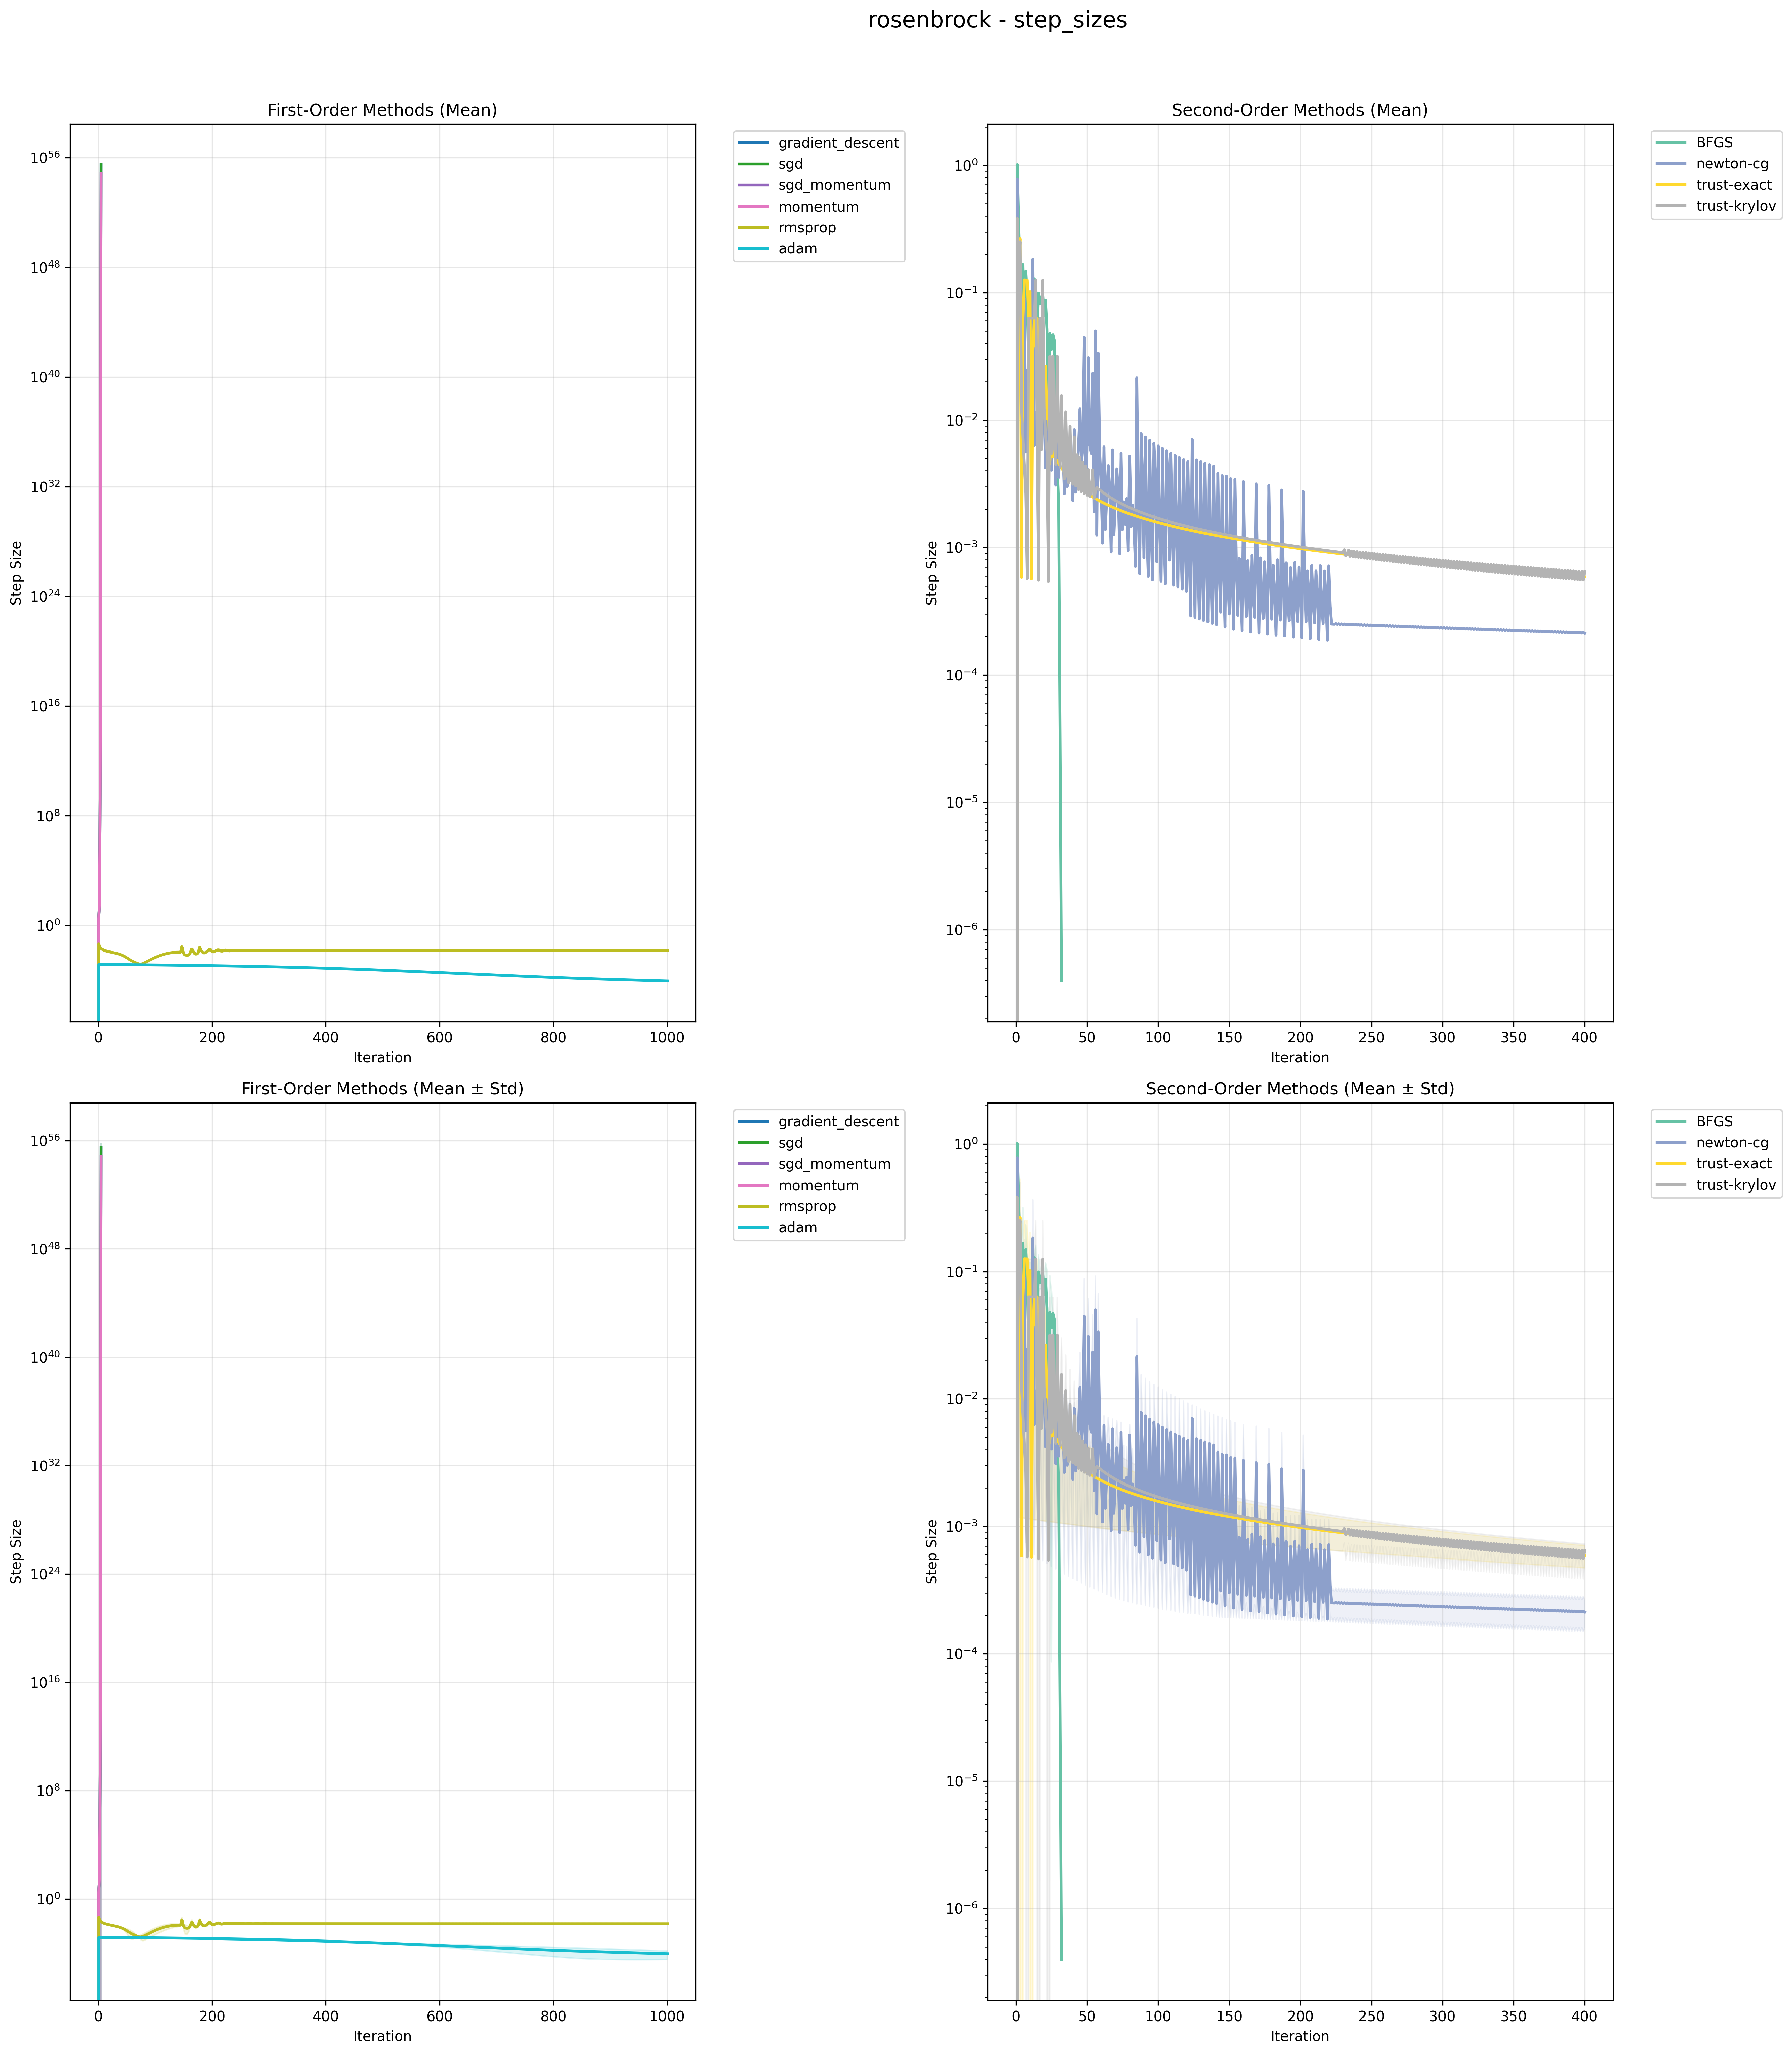 rosenbrock - step_sizes
First-Order Methods (Mean)
10^56
10^48
10^40
10^32
10^24
10^16
10^8
10^0
Step Size
0 200 400 600 800 1000
Iteration
gradient_descent
sgd
sgd_momentum
momentum
rmsprop
adam
Second-Order Methods (Mean)
10^0
10^−1
10^−2
10^−3
10^−4
10^−5
10^−6
Step Size
0 50 100 150 200 250 300 350 400
Iteration
BFGS
newton-cg
trust-exact
trust-krylov
First-Order Methods (Mean ± Std)
10^56
10^48
10^40
10^32
10^24
10^16
10^8
10^0
Step Size
0 200 400 600 800 1000
Iteration
gradient_descent
sgd
sgd_momentum
momentum
rmsprop
adam
Second-Order Methods (Mean ± Std)
10^0
10^−1
10^−2
10^−3
10^−4
10^−5
10^−6
Step Size
0 50 100 150 200 250 300 350 400
Iteration
BFGS
newton-cg
trust-exact
trust-krylov